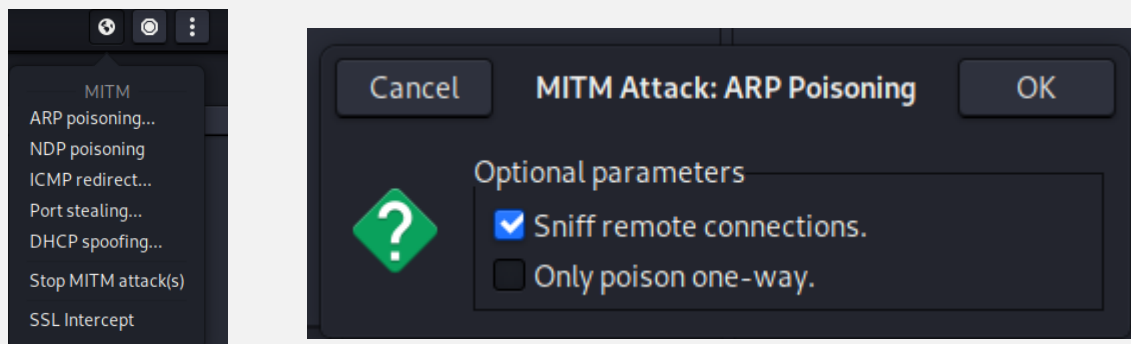 MITM
ARP poisoning...
NDP poisoning
ICMP redirect...
Port stealing...
DHCP spoofing...
Stop MITM attack(s)
SSL Intercept
Cancel
MITM Attack: ARP Poisoning
OK
Optional parameters
Sniff remote connections.
Only poison one-way.